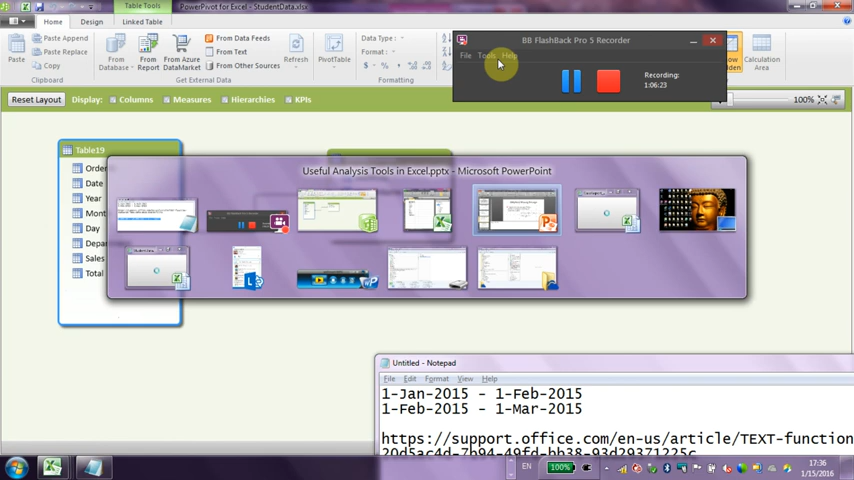 Table Tools
PowerPivot for Excel - StudentData.xlsx
Home
Design
Linked Table
Paste
Paste Append
Paste Replace
Copy
Clipboard
From Database
From Report
From Azure DataMarket
From Data Feeds
From Text
From Other Sources
Get External Data
Refresh
PivotTable
Data Type:
Format:
$ %
Formatting
Calculation Area
BB FlashBack Pro 5 Recorder
File Tools Help
Recording:
1:06:23
Reset Layout
Display:
Columns
Measures
Hierarchies
KPIs
100%
Table19
Date
Year
Day
Sales
Total
Useful Analysis Tools in Excel.pptx - Microsoft PowerPoint
Untitled - Notepad
File Edit Format View Help
1-Jan-2015 - 1-Feb-2015
1-Feb-2015 - 1-Mar-2015
https://support.office.com/en-us/article/TEXT-function
20d5ac4d-7b94-49fd-bb38-93d29371225c
EN
100%
17:36
1/15/2016